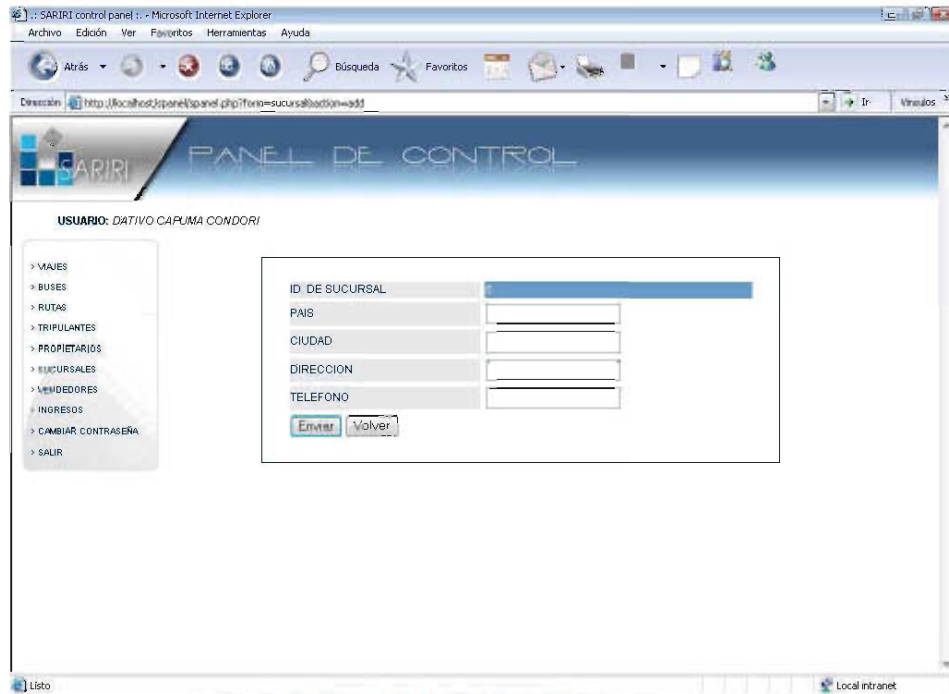 .: SARIRI control panel :. - Microsoft Internet Explorer
Archivo Edición Ver Favoritos Herramientas Ayuda
Atrás Búsqueda Favoritos
Dirección http://localhost/spanel/spanel.php?form=sucursal&action=add Ir Vínculos
SARIRI PANEL DE CONTROL
USUARIO: DATIVO CAPUMA CONDORI
> VIAJES
> BUSES
> RUTAS
> TRIPULANTES
> PROPIETARIOS
> SUCURSALES
> VENDEDORES
> INGRESOS
> CAMBIAR CONTRASEÑA
> SALIR
ID DE SUCURSAL
PAIS
CIUDAD
DIRECCION
TELEFONO
Enviar Volver
Listo Local intranet